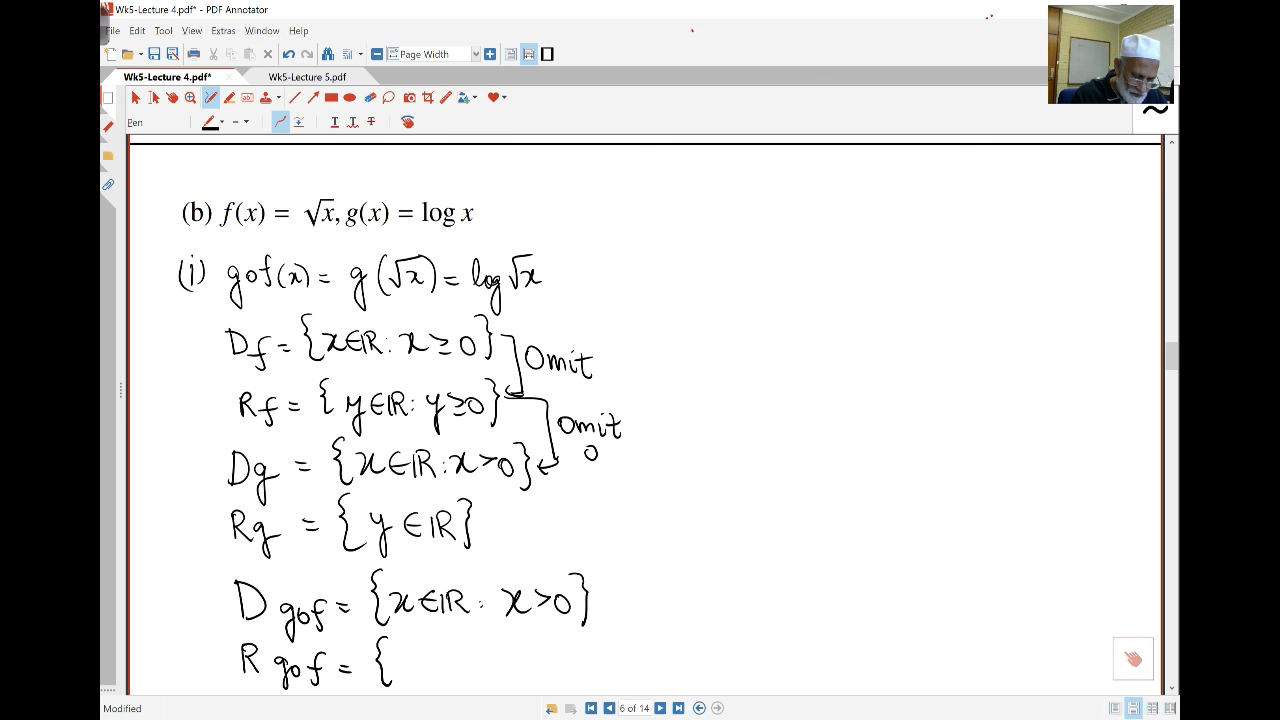 Wk5-Lecture 4.pdf* - PDF Annotator
File Edit Tool View Extras Window Help
Page Width
Wk5-Lecture 4.pdf* Wk5-Lecture 5.pdf
Pen
(b) f(x) = √x, g(x) = log x
(i) gof(x) = g(√x) = log √x
Df = {x∈ℝ: x ≥ 0} Omit
Rf = {y∈ℝ: y≥0} Omit 0
Dg = {x∈ℝ: x>0}
Rg = {y∈ℝ}
D gof = {x∈ℝ: x>0}
R gof = {
Modified 6 of 14